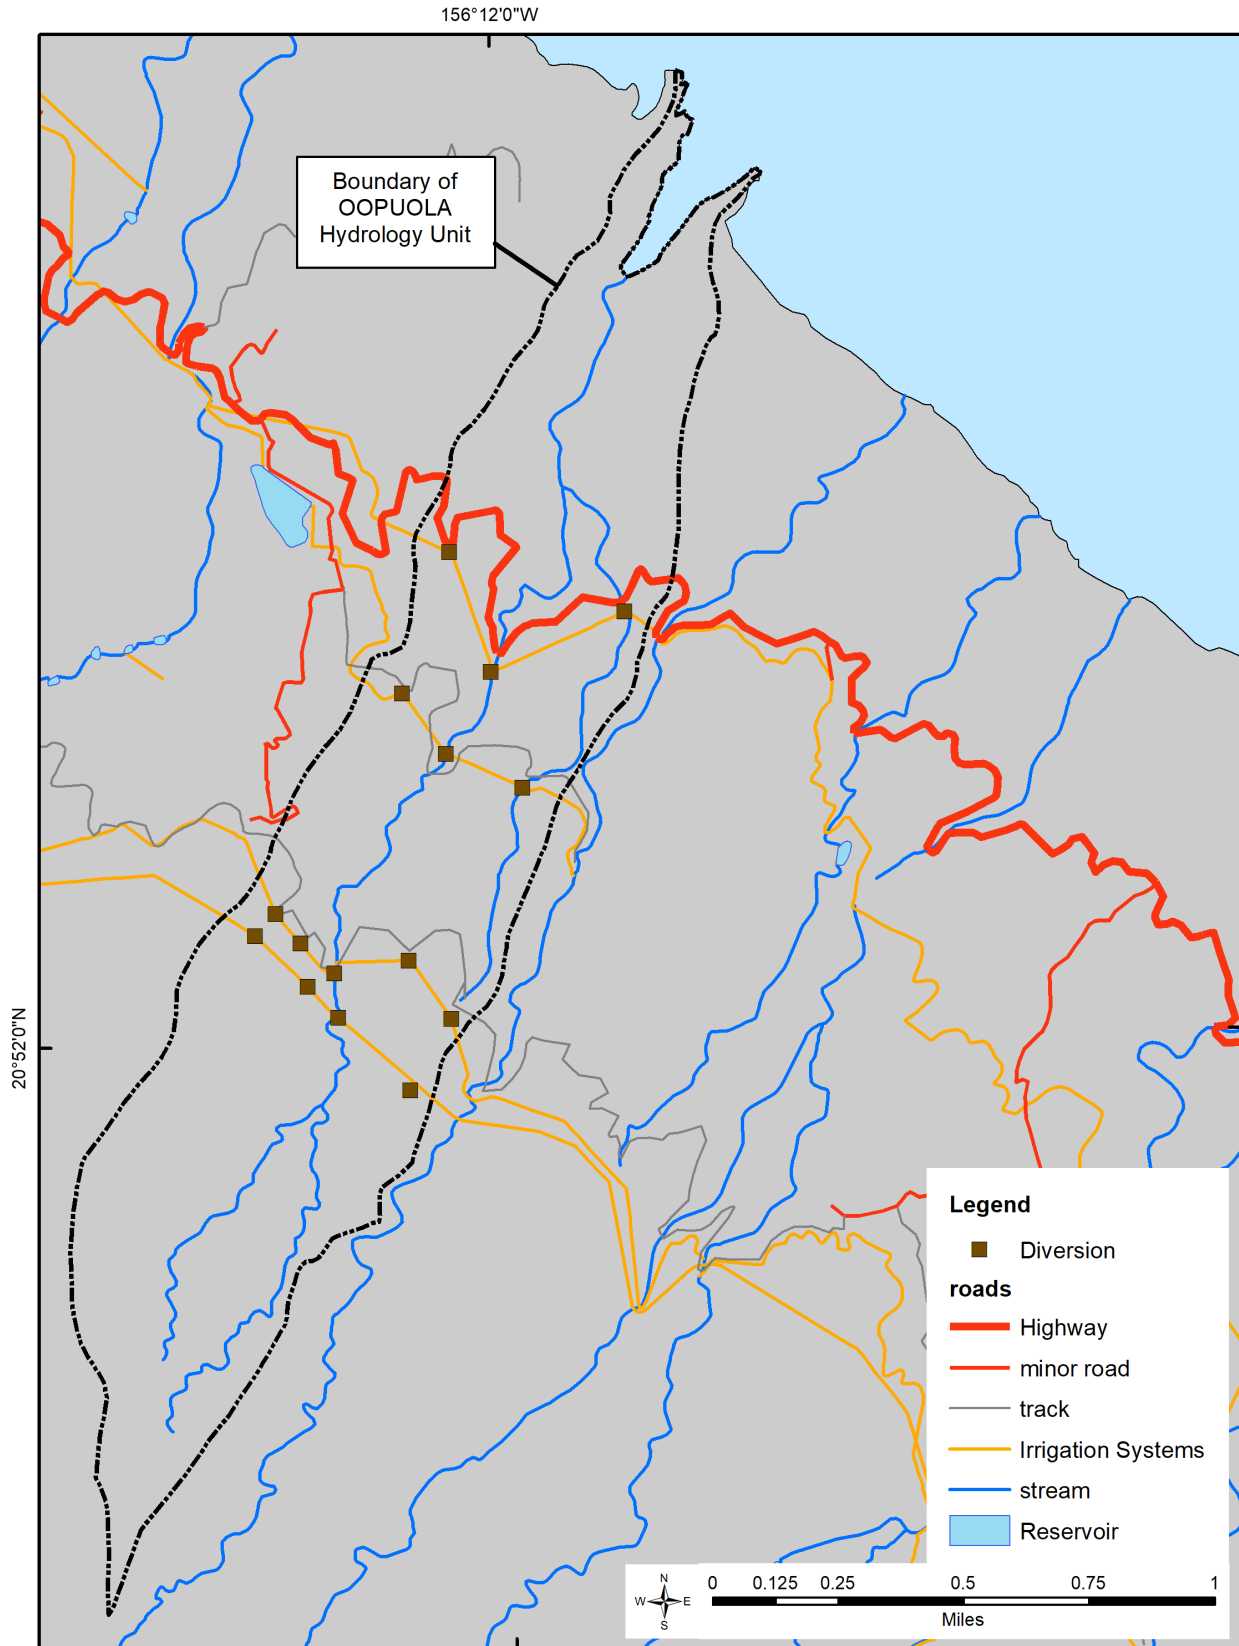 156°12'0"W
Boundary of
OOPUOLA
Hydrology Unit
20°52'0"N
Legend
Diversion
roads
Highway
minor road
track
Irrigation Systems
stream
Reservoir
N
W E
S
0 0.125 0.25 0.5 0.75 1
Miles